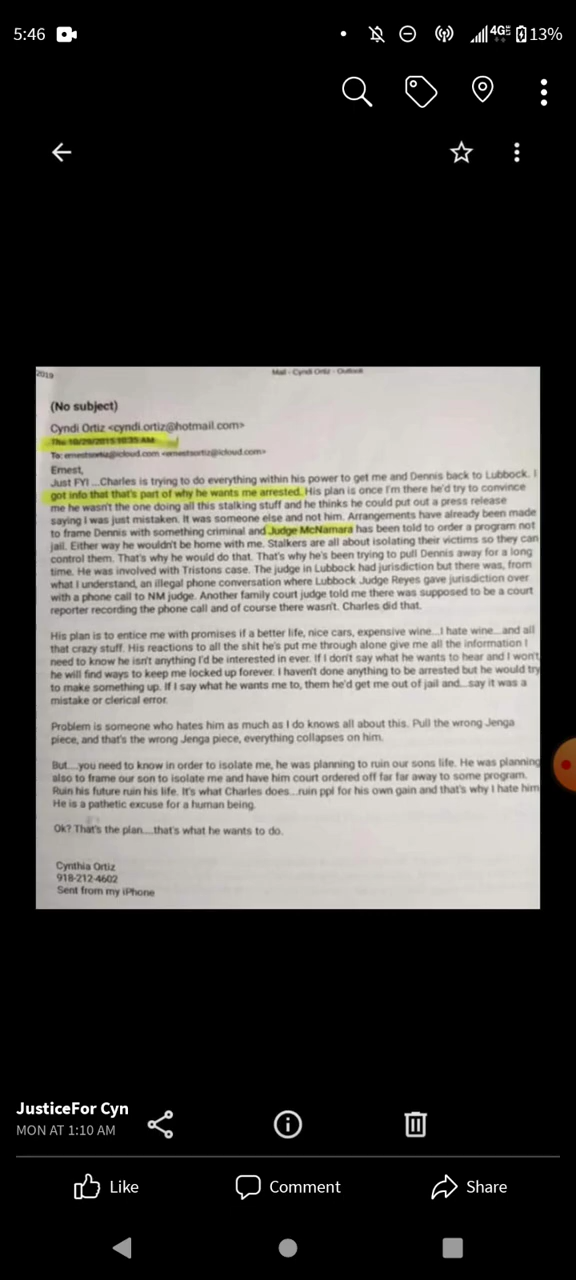 5:46
4G
13%
2019
Mail - Cyndi Ortiz - Outlook
(No subject)
Cyndi Ortiz <cyndi.ortiz@hotmail.com>
Thu 10/29/2015 10:35 AM
To: ernestsortiz@icloud.com <ernestsortiz@icloud.com>
Ernest,
Just FYI ...Charles is trying to do everything within his power to get me and Dennis back to Lubbock. I
got info that that's part of why he wants me arrested. His plan is once I'm there he'd try to convince
me he wasn't the one doing all this stalking stuff and he thinks he could put out a press release
saying I was just mistaken. It was someone else and not him. Arrangements have already been made
to frame Dennis with something criminal and Judge McNamara has been told to order a program not
jail. Either way he wouldn't be home with me. Stalkers are all about isolating their victims so they can
control them. That's why he would do that. That's why he's been trying to pull Dennis away for a long
time. He was involved with Tristons case. The judge in Lubbock had jurisdiction but there was, from
what I understand, an illegal phone conversation where Lubbock Judge Reyes gave jurisdiction over
with a phone call to NM judge. Another family court judge told me there was supposed to be a court
reporter recording the phone call and of course there wasn't. Charles did that.
His plan is to entice me with promises if a better life, nice cars, expensive wine...I hate wine...and all
that crazy stuff. His reactions to all the shit he's put me through alone give me all the information I
need to know he isn't anything I'd be interested in ever. If I don't say what he wants to hear and I won't
he will find ways to keep me locked up forever. I haven't done anything to be arrested but he would try
to make something up. If I say what he wants me to, them he'd get me out of jail and...say it was a
mistake or clerical error.
Problem is someone who hates him as much as I do knows all about this. Pull the wrong Jenga
piece, and that's the wrong Jenga piece, everything collapses on him.
But....you need to know in order to isolate me, he was planning to ruin our sons life. He was planning
also to frame our son to isolate me and have him court ordered off far far away to some program.
Ruin his future ruin his life. It's what Charles does...ruin ppl for his own gain and that's why I hate him
He is a pathetic excuse for a human being.
Ok? That's the plan....that's what he wants to do.
Cynthia Ortiz
918-212-4602
Sent from my iPhone
JusticeFor Cyn
MON AT 1:10 AM
Like
Comment
Share